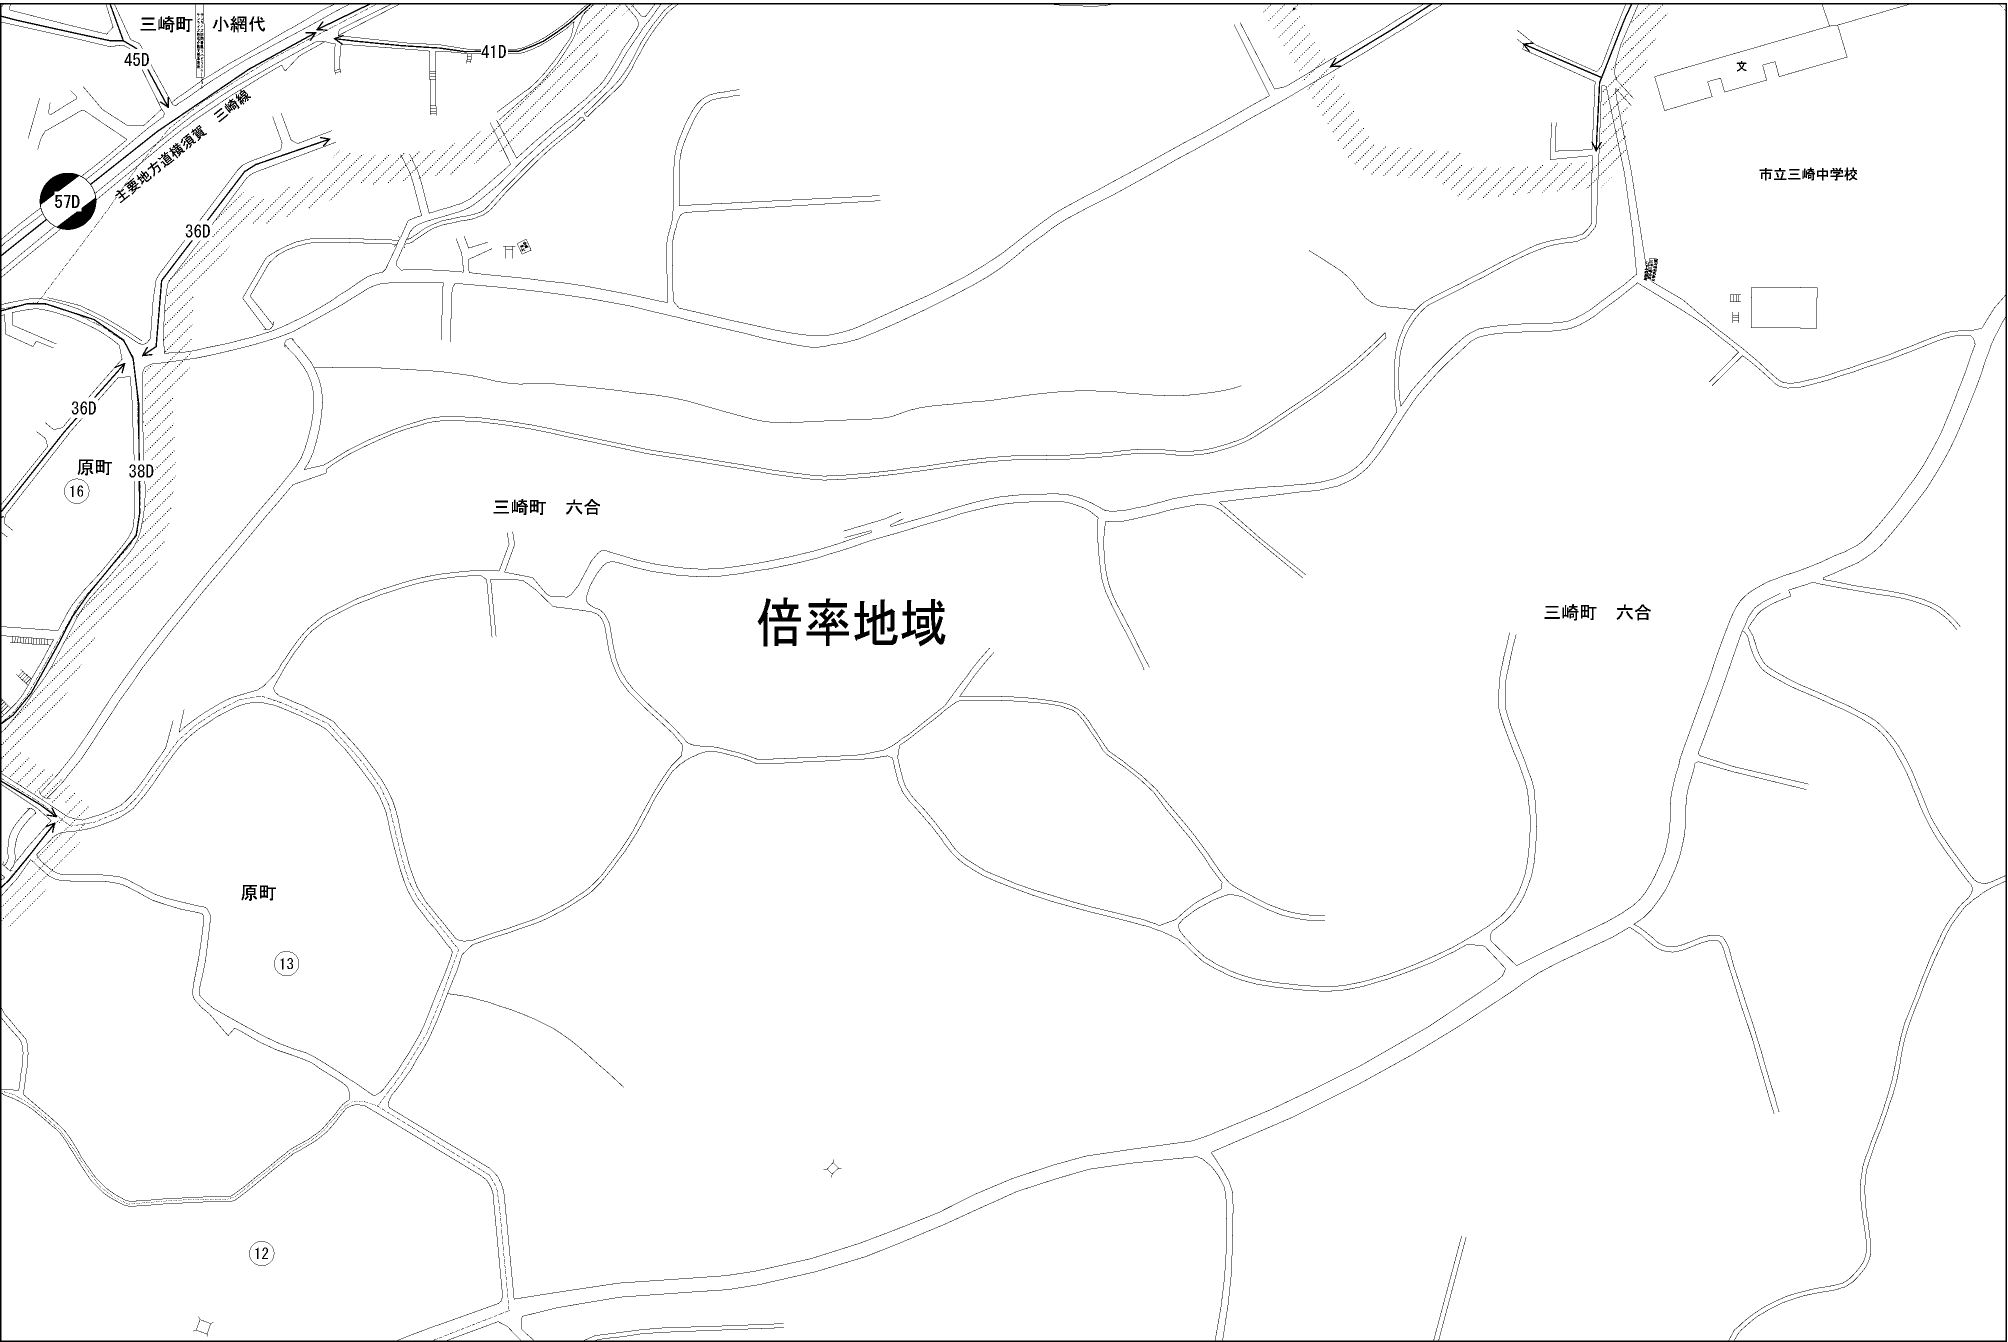 三崎町　小網代
45D
41D
主要地方道横須賀　三崎線
57D
36D
文
市立三崎中学校
36D
原町
38D
16
三崎町　六合
倍率地域
三崎町　六合
原町
13
12